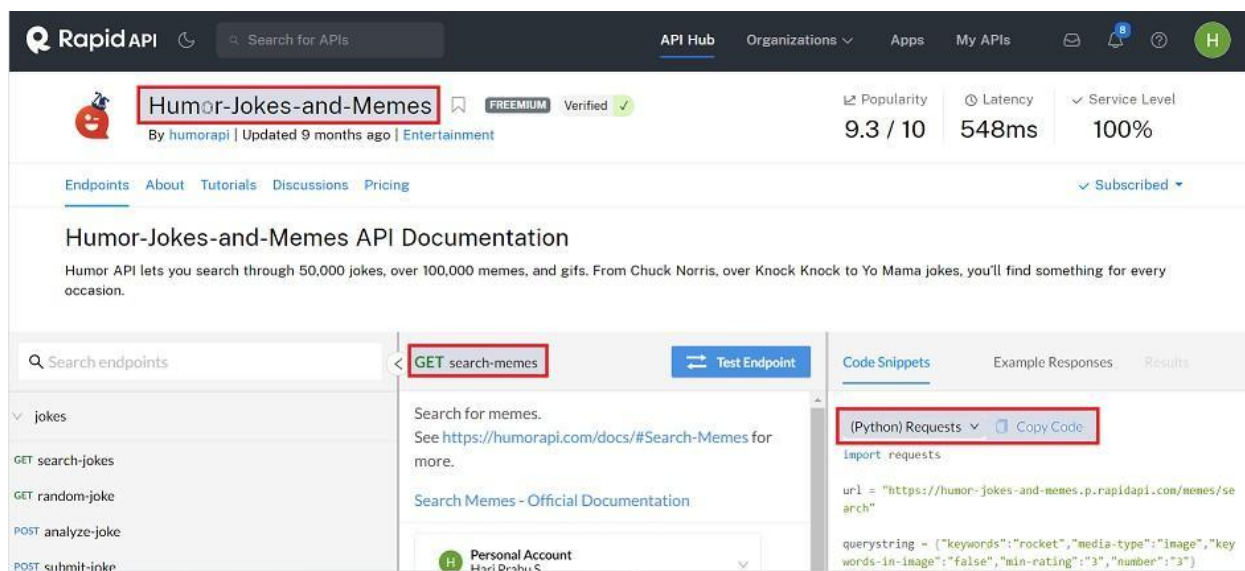 Rapid API
Search for APIs
API Hub
Organizations
Apps
My APIs
8
H
Humor-Jokes-and-Memes
FREEMIUM
Verified ✓
By humorapi | Updated 9 months ago | Entertainment
Popularity
9.3 / 10
Latency
548ms
Service Level
100%
Endpoints About Tutorials Discussions Pricing
Subscribed
Humor-Jokes-and-Memes API Documentation
Humor API lets you search through 50,000 jokes, over 100,000 memes, and gifs. From Chuck Norris, over Knock Knock to Yo Mama jokes, you'll find something for every
occasion.
Search endpoints
jokes
GET search-jokes
GET random-joke
POST analyze-joke
POST submit-joke
GET search-memes
Test Endpoint
Search for memes.
See https://humorapi.com/docs/#Search-Memes for
more.
Search Memes - Official Documentation
H
Personal Account
Hari Prabu S
Code Snippets
Example Responses
Results
(Python) Requests
Copy Code
import requests
url = "https://humor-jokes-and-memes.p.rapidapi.com/memes/se
arch"
querystring = {"keywords":"rocket","media-type":"image","key
words-in-image":"false","min-rating":"3","number":"3"}